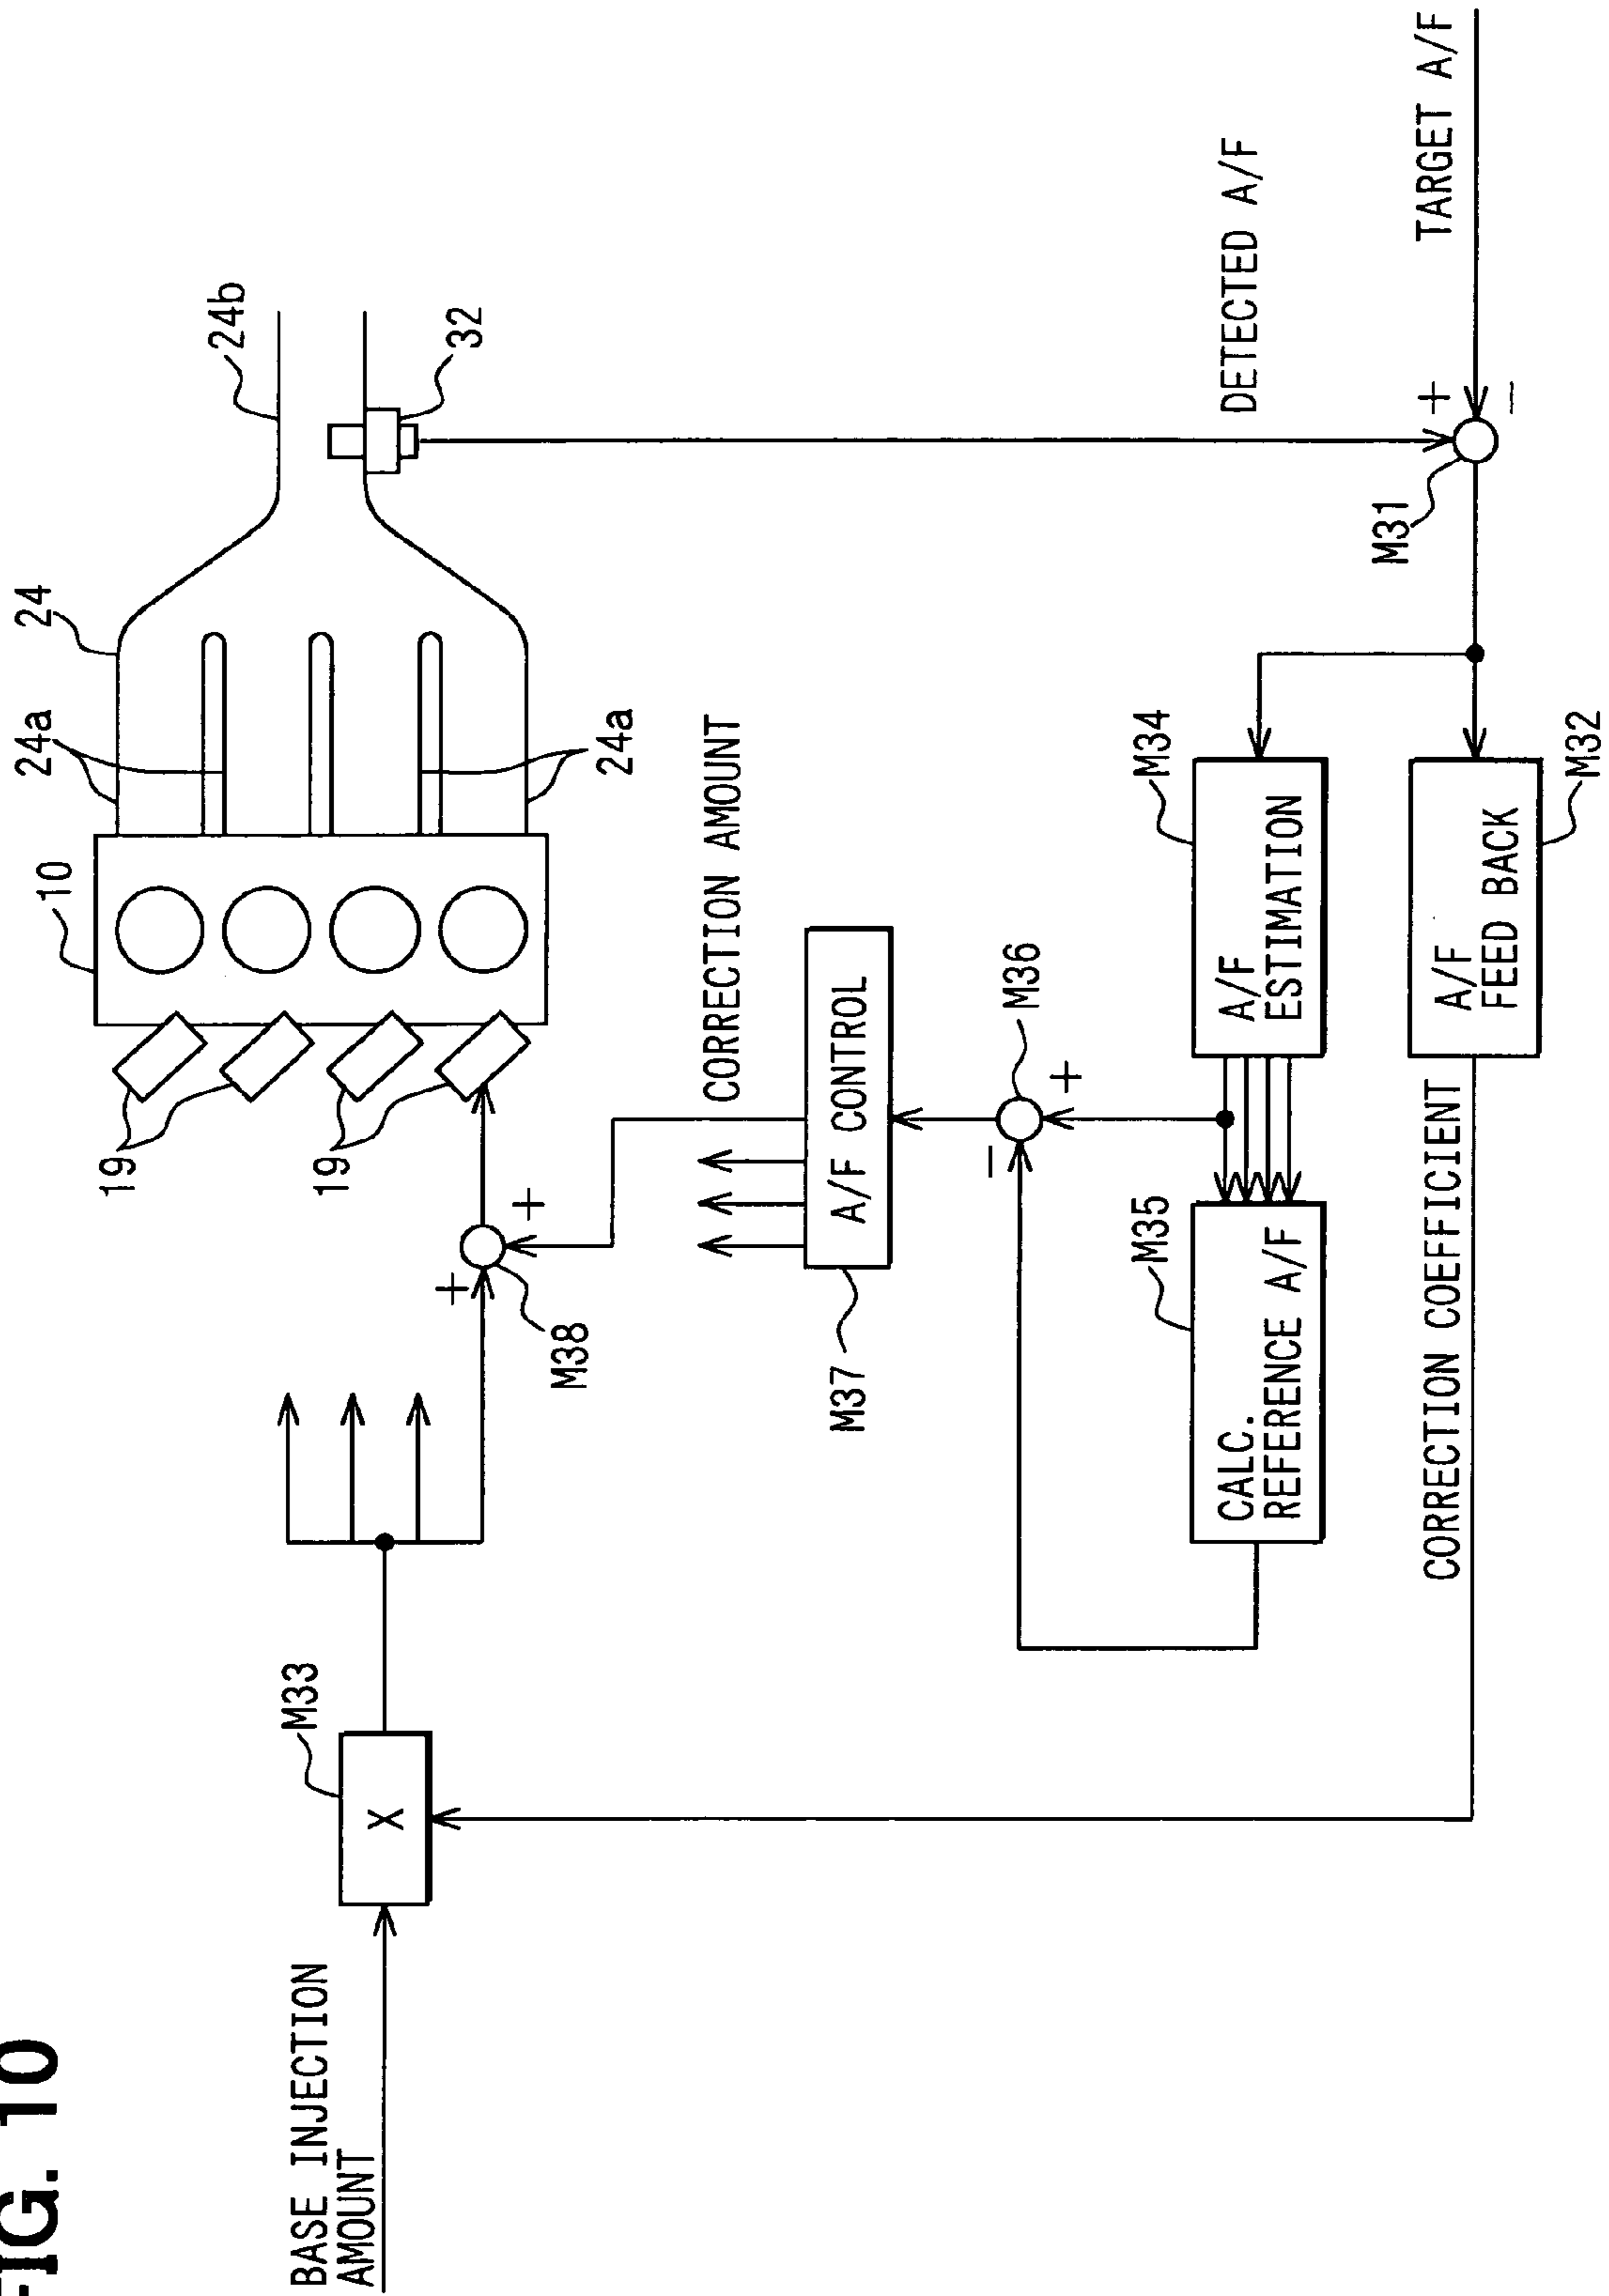 FIG. 10
24
24a
24b
10
32
24a
19
19
CORRECTION AMOUNT
DETECTED A/F
TARGET A/F
+
-
M31
BASE INJECTION
AMOUNT
M33
X
+
+
M38
A/F CONTROL
M37
-
+
M36
M35
CALC.
REFERENCE A/F
M34
A/F
ESTIMATION
CORRECTION COEFFICIENT
A/F
FEED BACK
M32